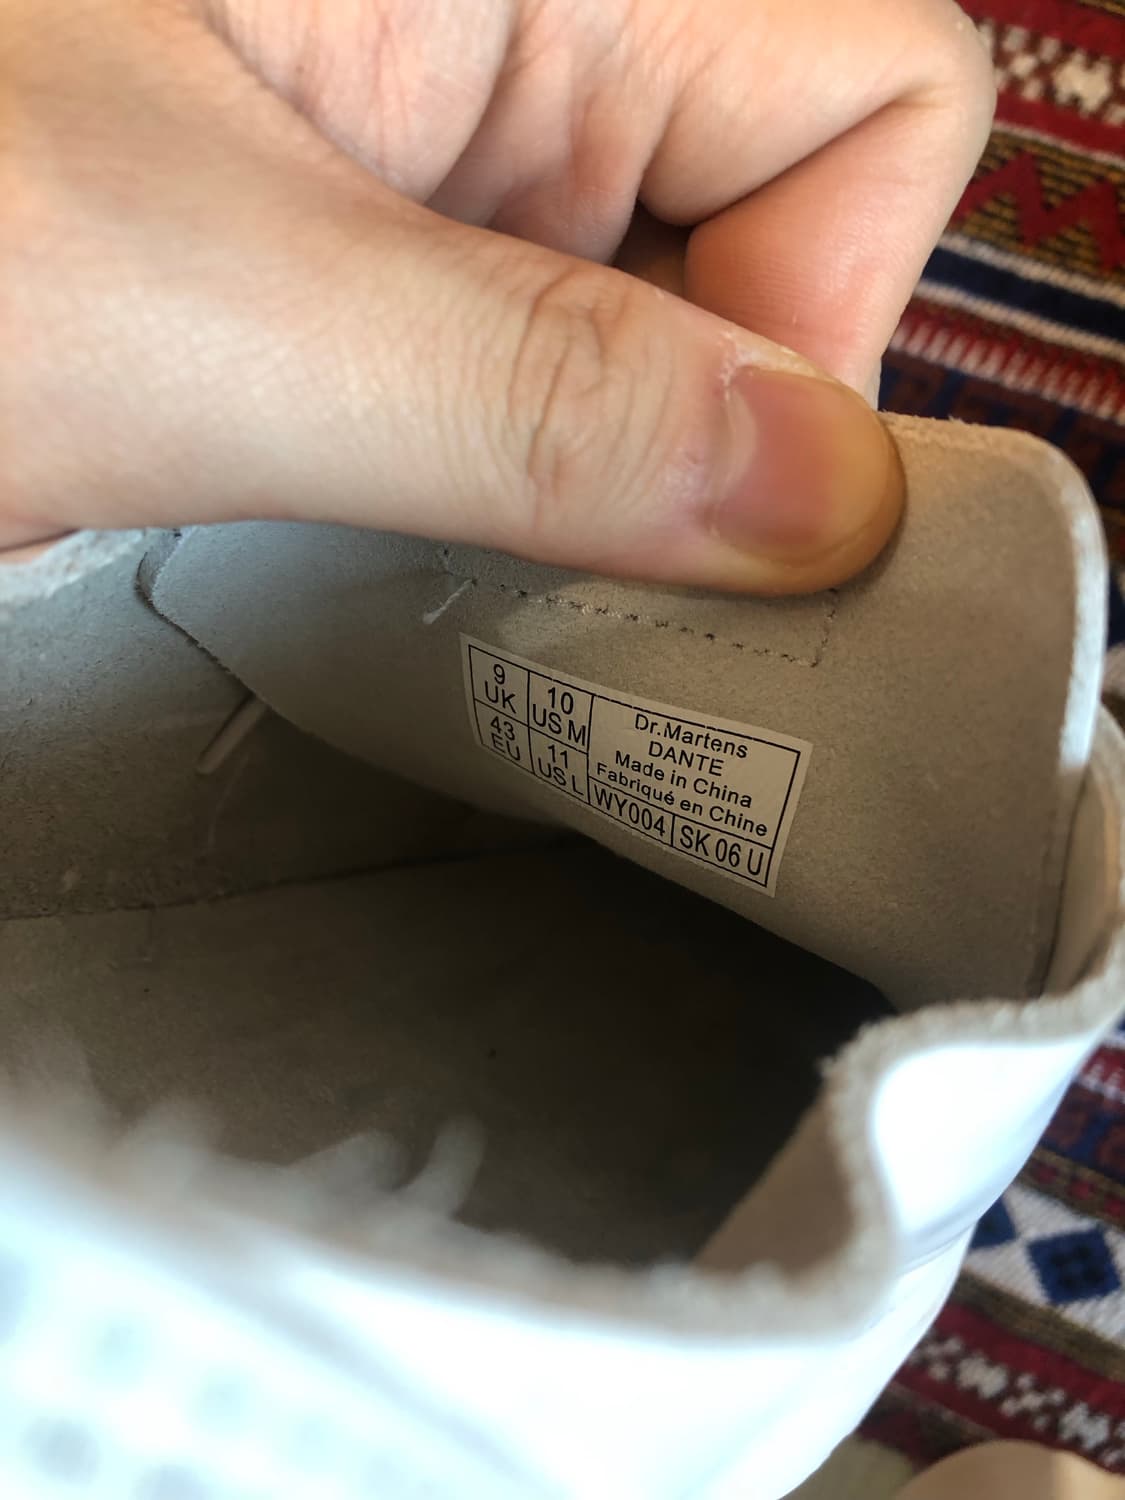 9
UK
10
US M
43
EU
11
US L
Dr.Martens
DANTE
Made in China
Fabriqué en Chine
WY004
SK 06 U